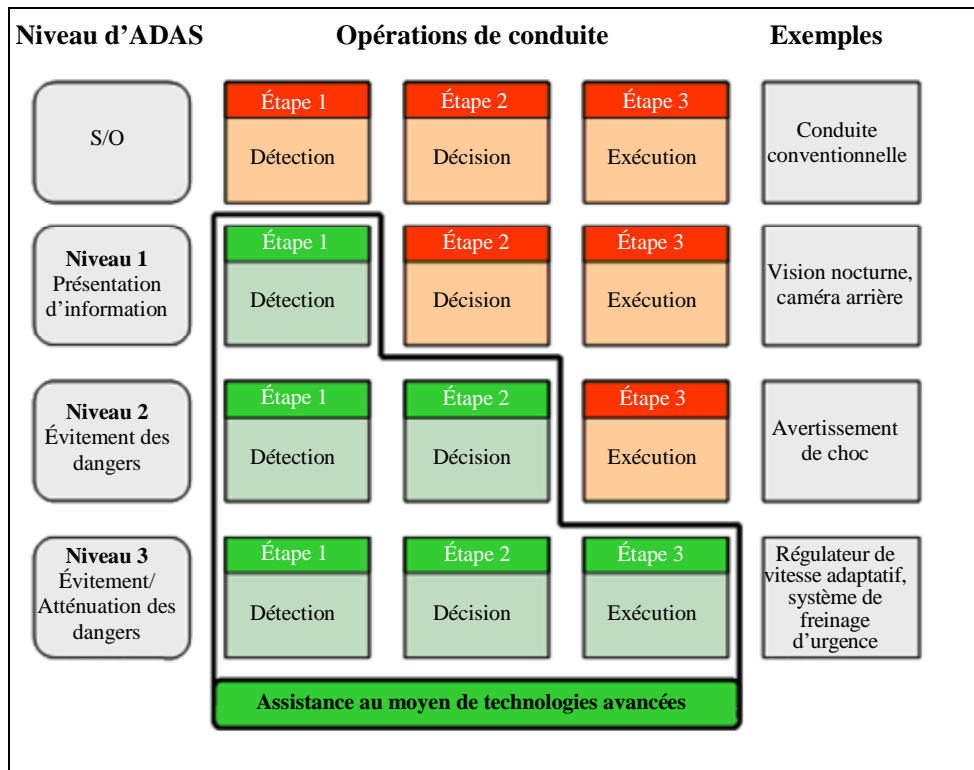 Niveau d'ADAS Opérations de conduite Exemples
Étape 1 Étape 2 Étape 3
S/O
Détection Décision Exécution
Conduite
conventionnelle
Étape 1 Étape 2 Étape 3
Niveau 1
Présentation
d'information
Détection Décision Exécution
Vision nocturne,
caméra arrière
Étape 1 Étape 2 Étape 3
Niveau 2
Évitement des
dangers
Détection Décision Exécution
Avertissement
de choc
Étape 1 Étape 2 Étape 3
Niveau 3
Évitement/
Atténuation des
dangers
Détection Décision Exécution
Régulateur de
vitesse adaptatif,
système de
freinage
d'urgence
Assistance au moyen de technologies avancées